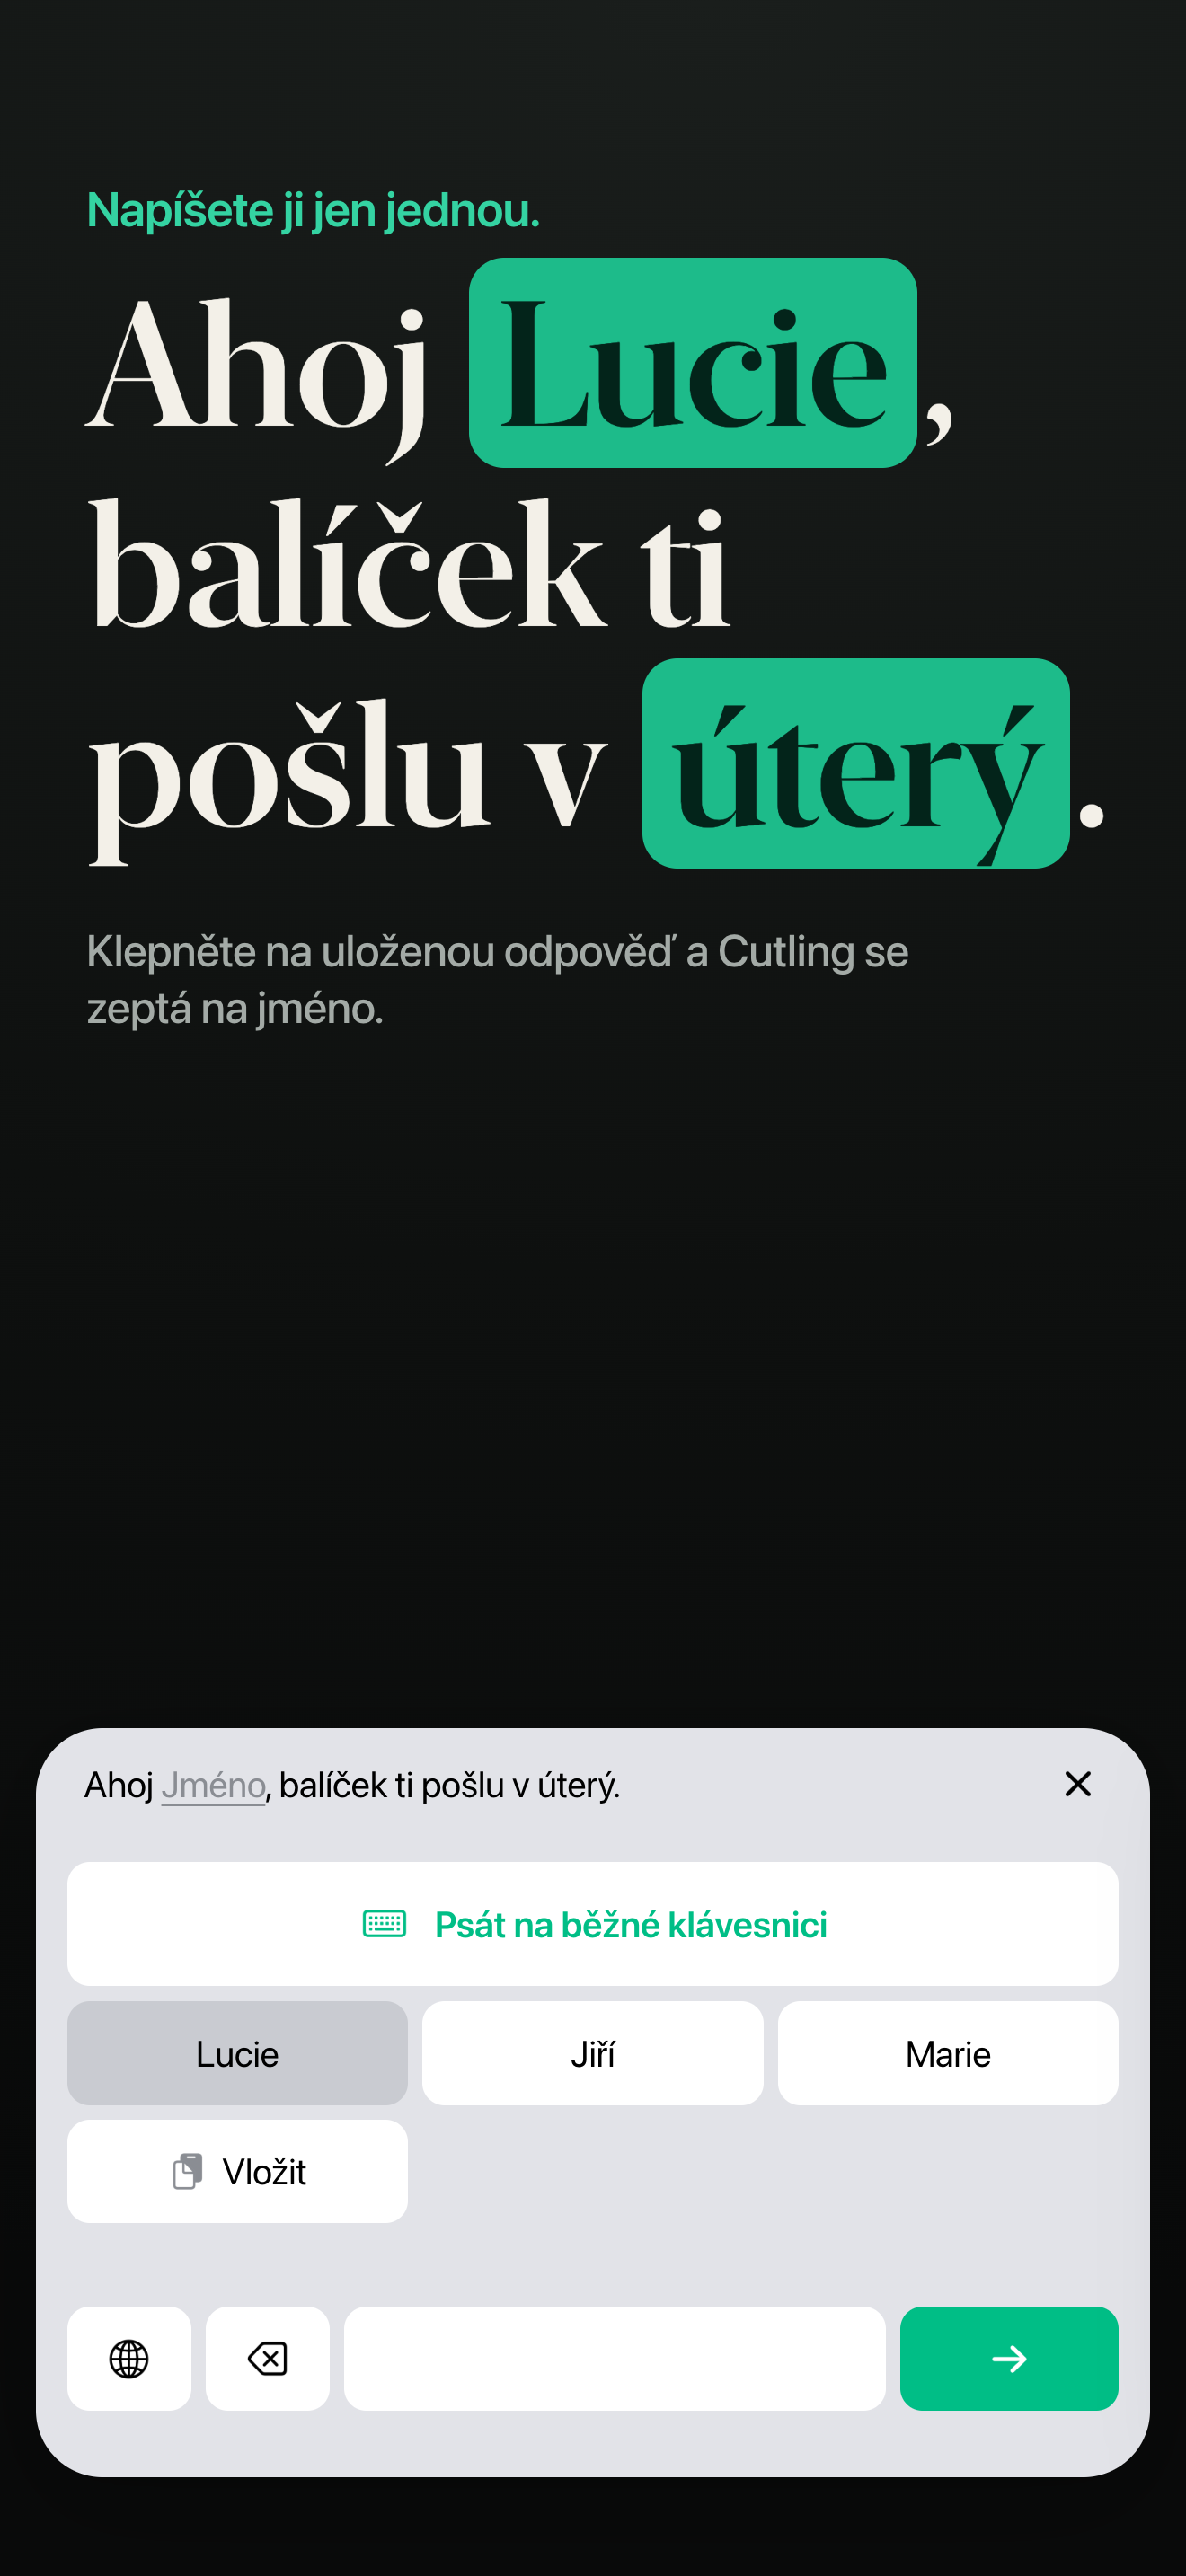 Napíšete ji jen jednou.
Ahoj Lucie,
balíček ti
pošlu v úterý.
Klepněte na uloženou odpověď a Cutling se
zeptá na jméno.
Ahoj Jméno, balíček ti pošlu v úterý.
Psát na běžné klávesnici
Lucie
Jiří
Marie
Vložit